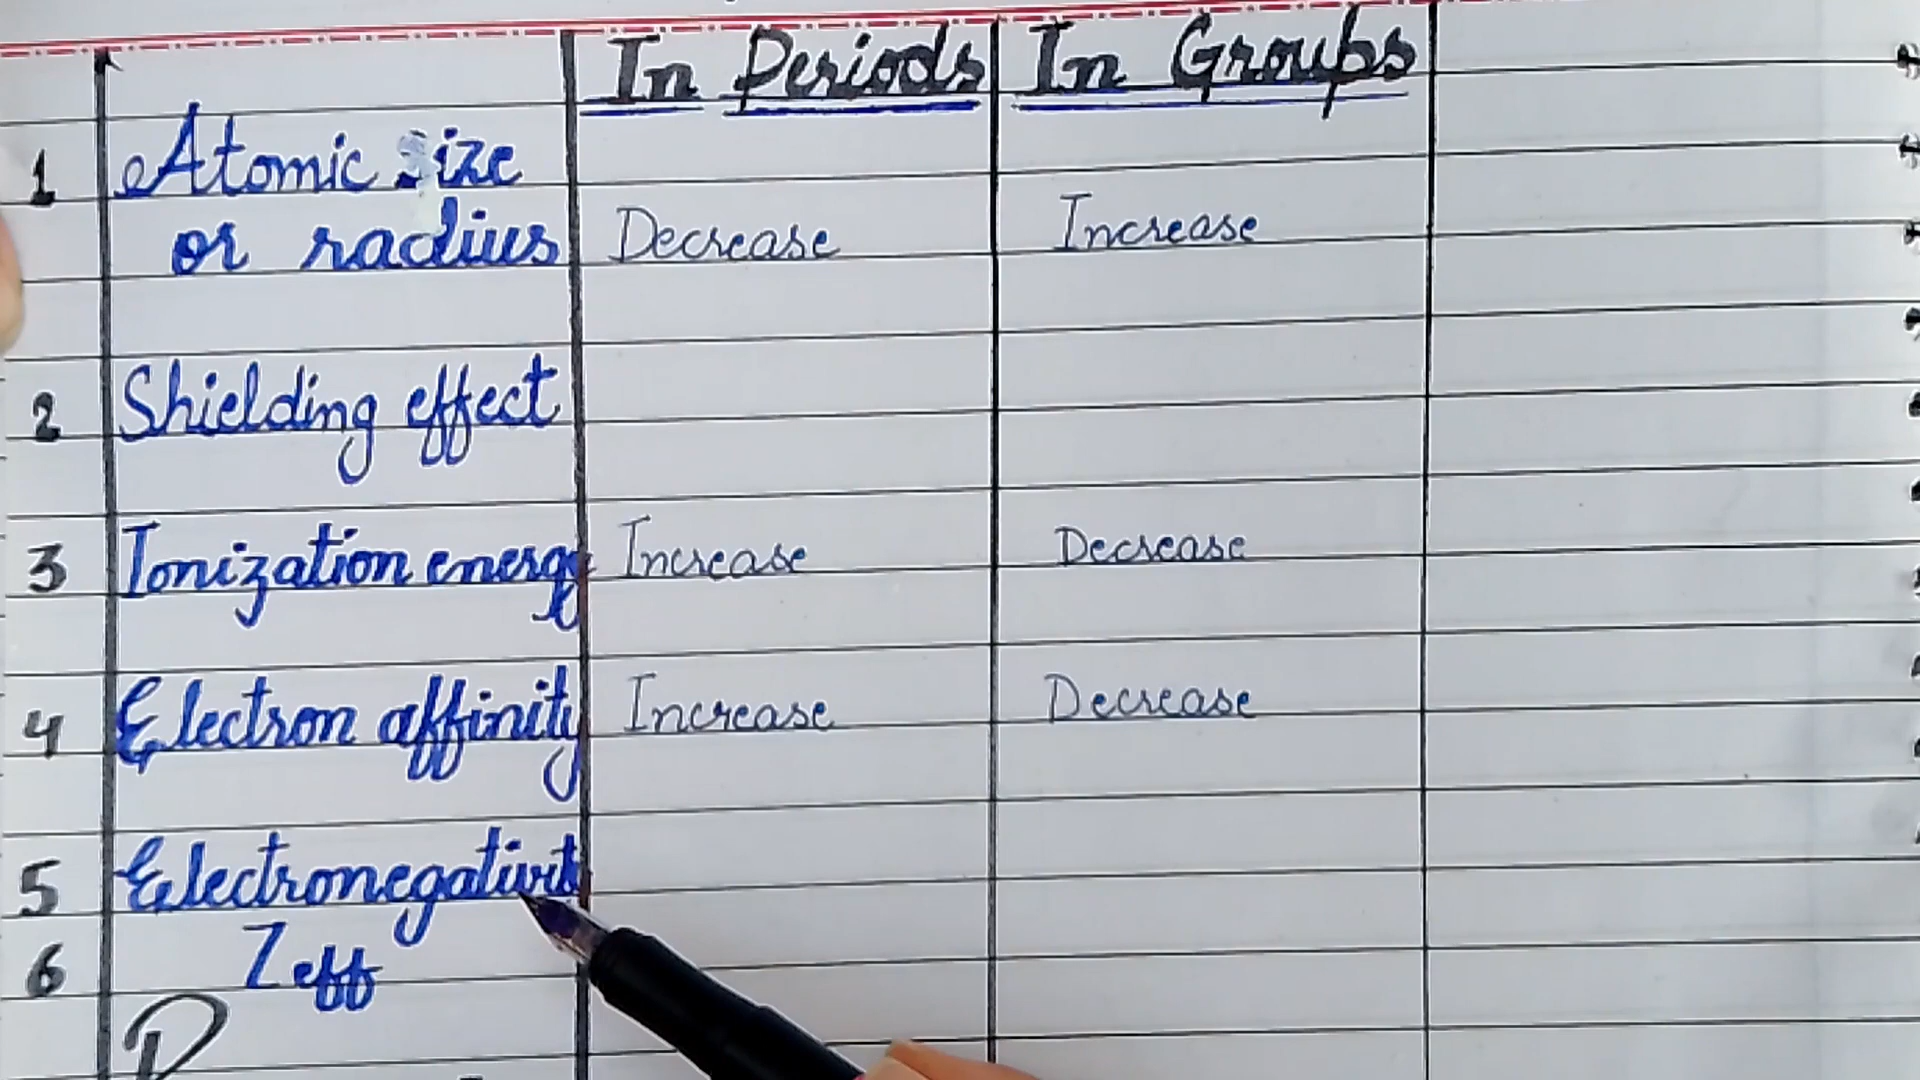 In Periods In Groups
1 Atomic size
or radius Decrease Increase
2 Shielding effect
3 Ionization energy Increase Decrease
4 Electron affinity Increase Decrease
5 Electronegativity
6 Zeff